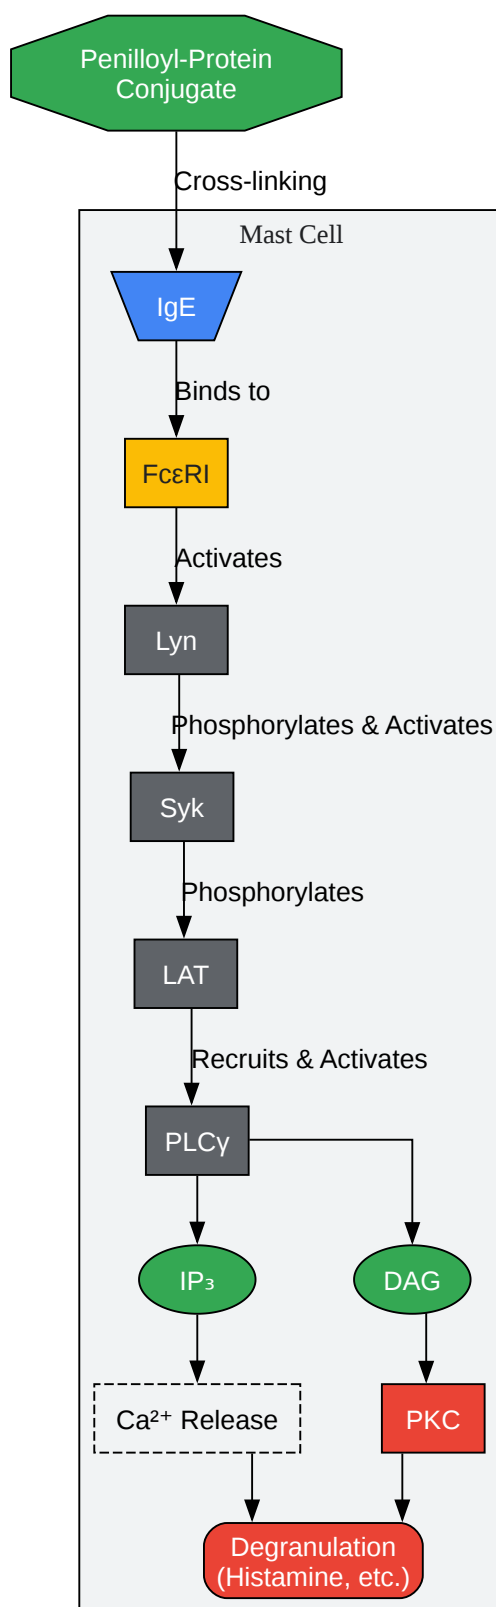 Penilloyl-Protein
Conjugate
Cross-linking
Mast Cell
IgE
Binds to
FcεRI
Activates
Lyn
Phosphorylates & Activates
Syk
Phosphorylates
LAT
Recruits & Activates
PLCγ
IP₃
DAG
Ca²⁺ Release
PKC
Degranulation
(Histamine, etc.)